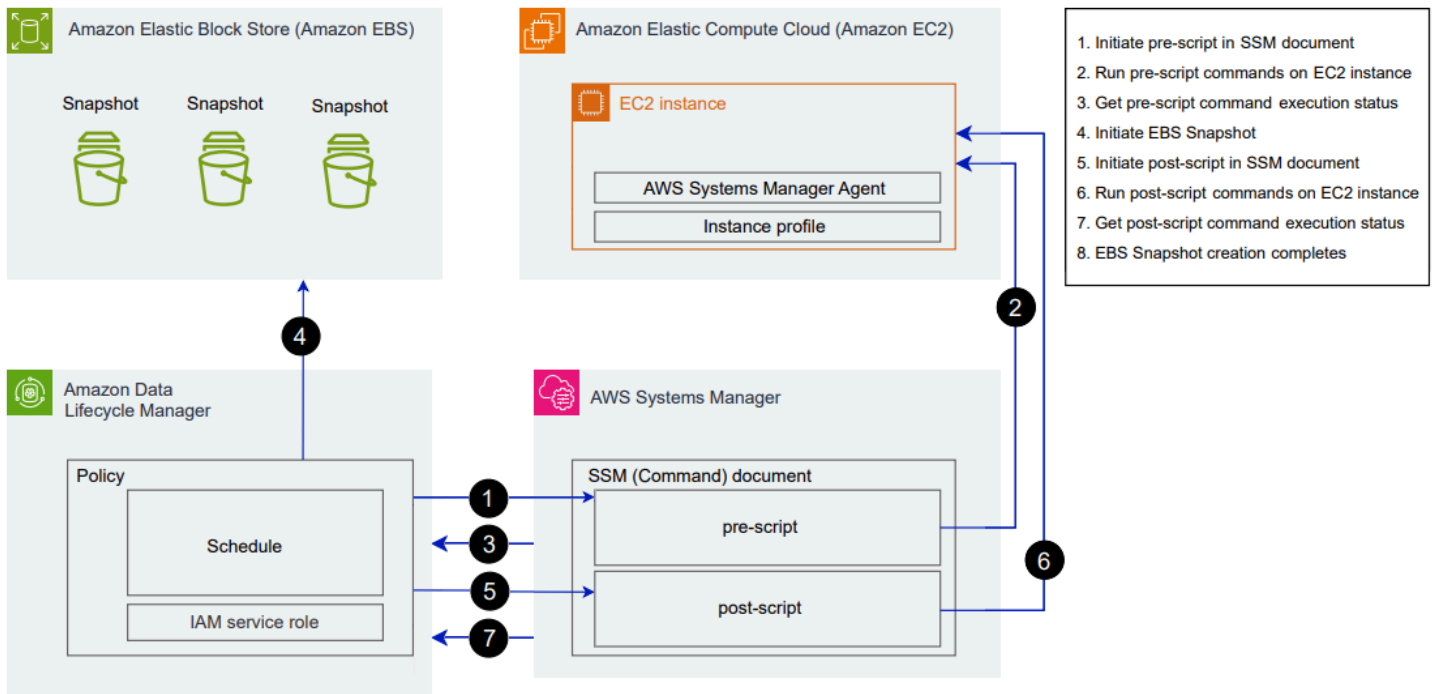 Amazon Elastic Block Store (Amazon EBS)
Snapshot
Snapshot
Snapshot
Amazon Elastic Compute Cloud (Amazon EC2)
EC2 instance
AWS Systems Manager Agent
Instance profile
1. Initiate pre-script in SSM document
2. Run pre-script commands on EC2 instance
3. Get pre-script command execution status
4. Initiate EBS Snapshot
5. Initiate post-script in SSM document
6. Run post-script commands on EC2 instance
7. Get post-script command execution status
8. EBS Snapshot creation completes
4
2
Amazon Data
Lifecycle Manager
Policy
Schedule
IAM service role
1
3
5
7
AWS Systems Manager
SSM (Command) document
pre-script
post-script
6